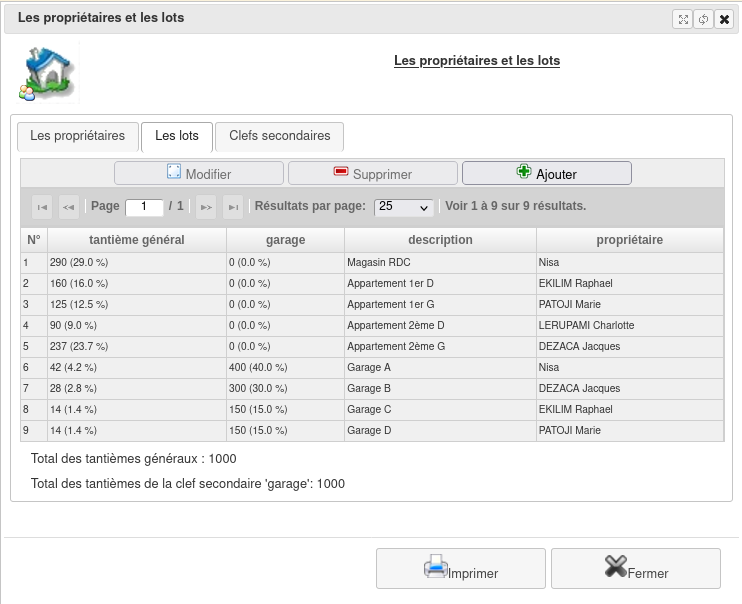 Les propriétaires et les lots
Les propriétaires et les lots
Les propriétaires Les lots Clefs secondaires
Modifier Supprimer Ajouter
Page 1 / 1 Résultats par page: 25 Voir 1 à 9 sur 9 résultats.
N° tantième général garage description propriétaire
1 290 (29.0 %) 0 (0.0 %) Magasin RDC Nisa
2 160 (16.0 %) 0 (0.0 %) Appartement 1er D EKILIM Raphael
3 125 (12.5 %) 0 (0.0 %) Appartement 1er G PATOJI Marie
4 90 (9.0 %) 0 (0.0 %) Appartement 2ème D LERUPAMI Charlotte
5 237 (23.7 %) 0 (0.0 %) Appartement 2ème G DEZACA Jacques
6 42 (4.2 %) 400 (40.0 %) Garage A Nisa
7 28 (2.8 %) 300 (30.0 %) Garage B DEZACA Jacques
8 14 (1.4 %) 150 (15.0 %) Garage C EKILIM Raphael
9 14 (1.4 %) 150 (15.0 %) Garage D PATOJI Marie
Total des tantièmes généraux : 1000
Total des tantièmes de la clef secondaire 'garage': 1000
Imprimer Fermer